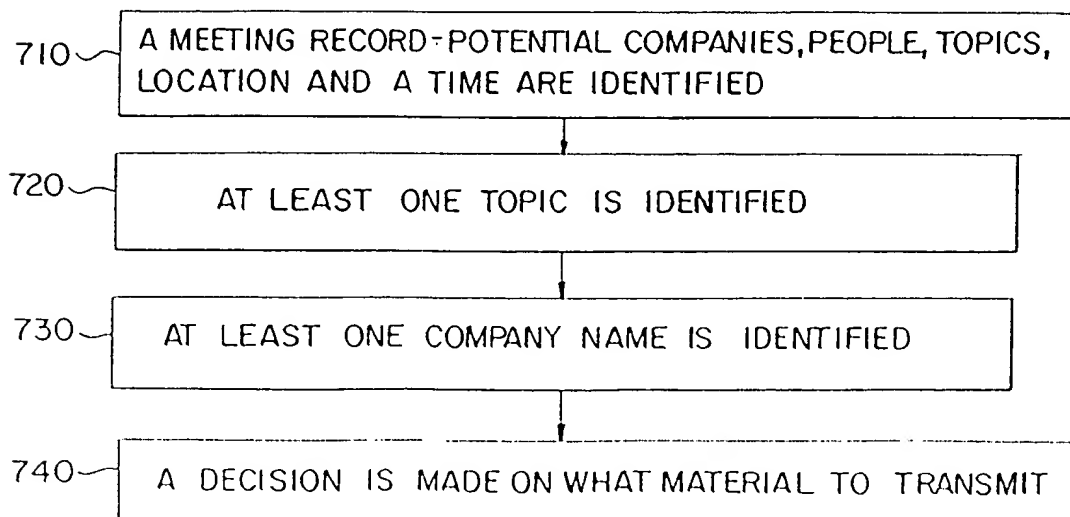 710
A MEETING RECORD-POTENTIAL COMPANIES, PEOPLE, TOPICS,
LOCATION AND A TIME ARE IDENTIFIED
720
AT LEAST ONE TOPIC IS IDENTIFIED
730
AT LEAST ONE COMPANY NAME IS IDENTIFIED
740
A DECISION IS MADE ON WHAT MATERIAL TO TRANSMIT